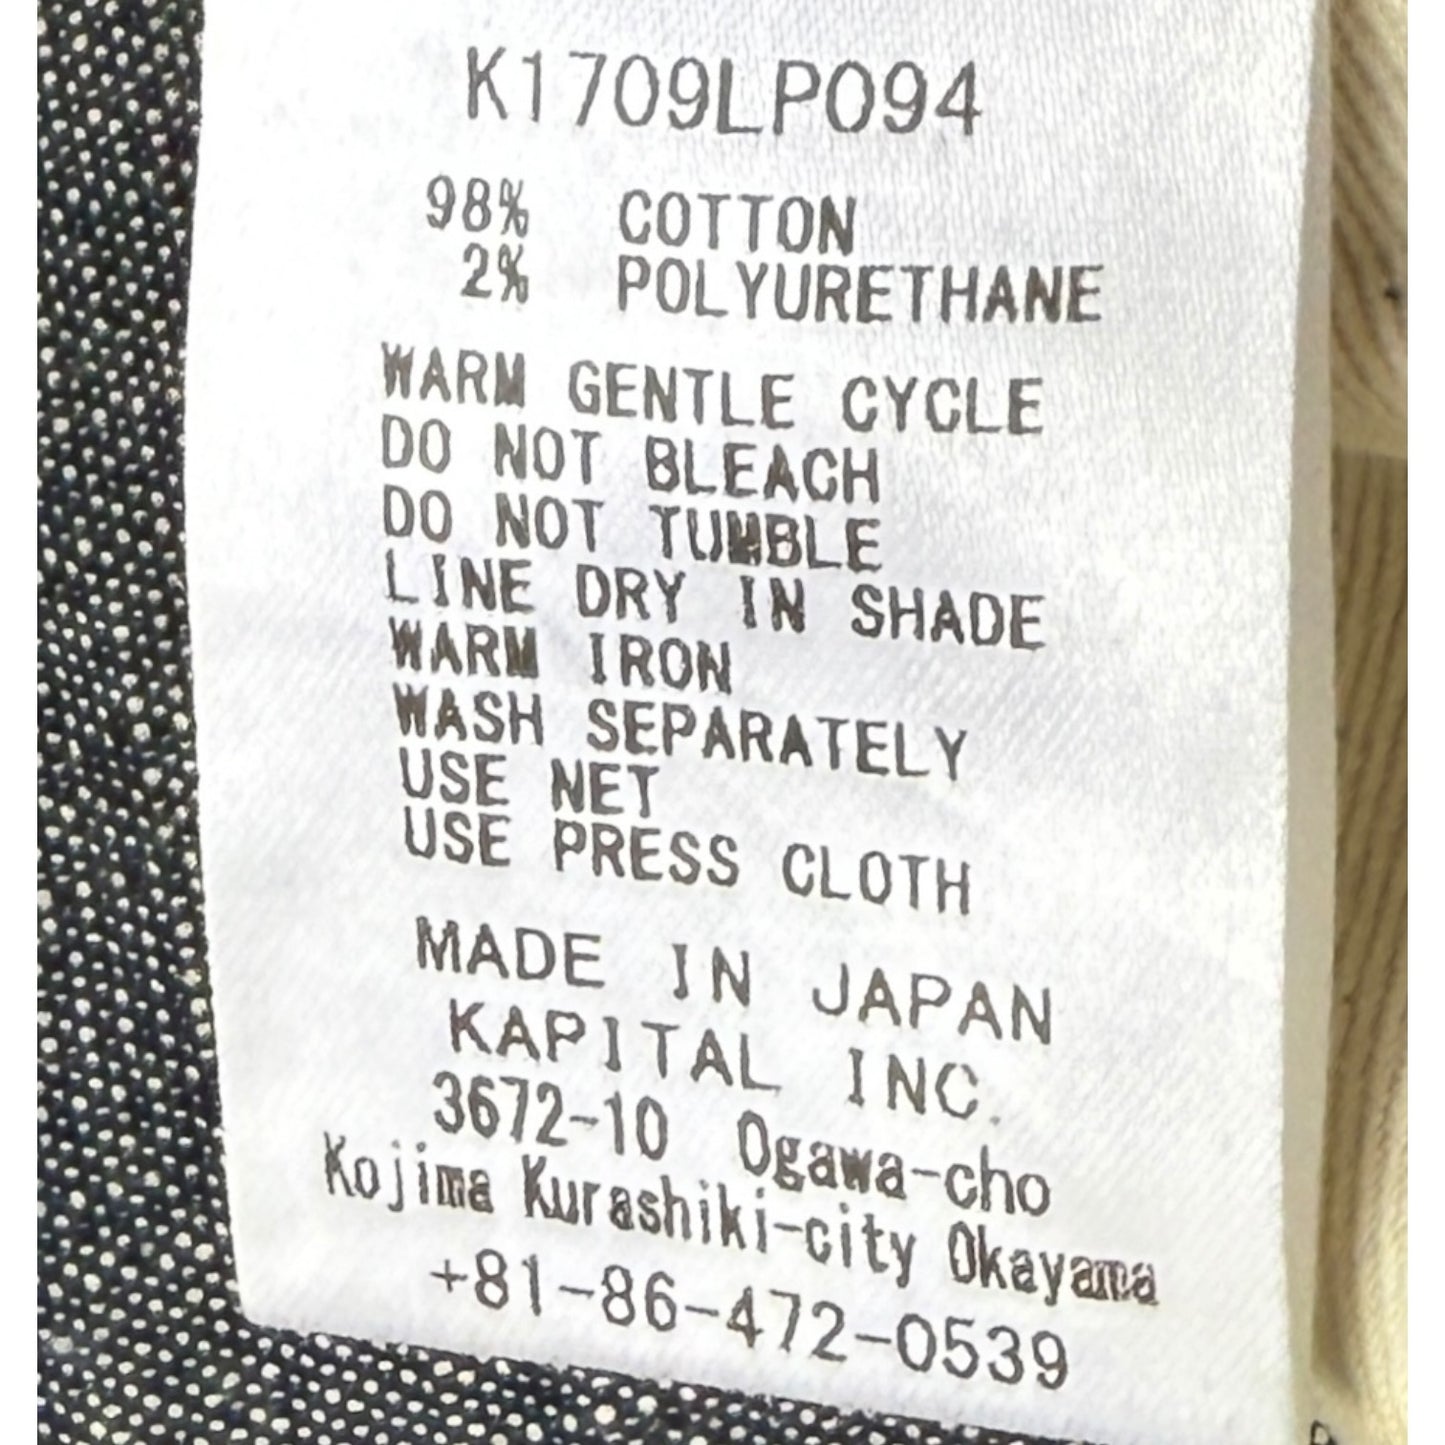 K1709LP094
98% COTTON
2% POLYURETHANE
WARM GENTLE CYCLE
DO NOT BLEACH
DO NOT TUMBLE
LINE DRY IN SHADE
WARM IRON
WASH SEPARATELY
USE NET
USE PRESS CLOTH
MADE IN JAPAN
KAPITAL INC.
3672-10 Ogawa-cho
Kojima Kurashiki-city Okayama
+81-86-472-0539